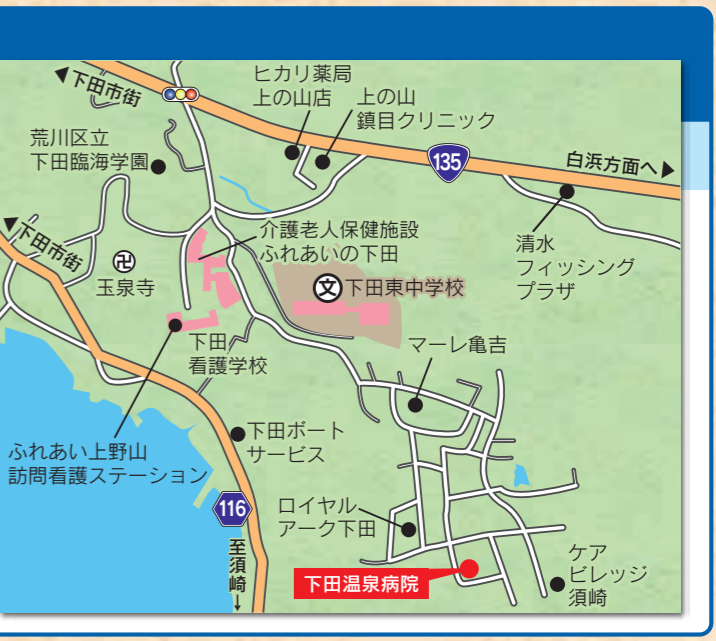 ◀下田市街
ヒカリ薬局
上の山店
上の山
鎮目クリニック
荒川区立
下田臨海学園
135
白浜方面へ▶
◀下田市街
卍
玉泉寺
介護老人保健施設
ふれあいの下田
清水
フィッシング
プラザ
文
下田東中学校
下田
看護学校
マーレ亀吉
ふれあい上野山
訪問看護ステーション
下田ボート
サービス
116
至須崎→
ロイヤル
アーク下田
下田温泉病院
ケア
ビレッジ
須崎